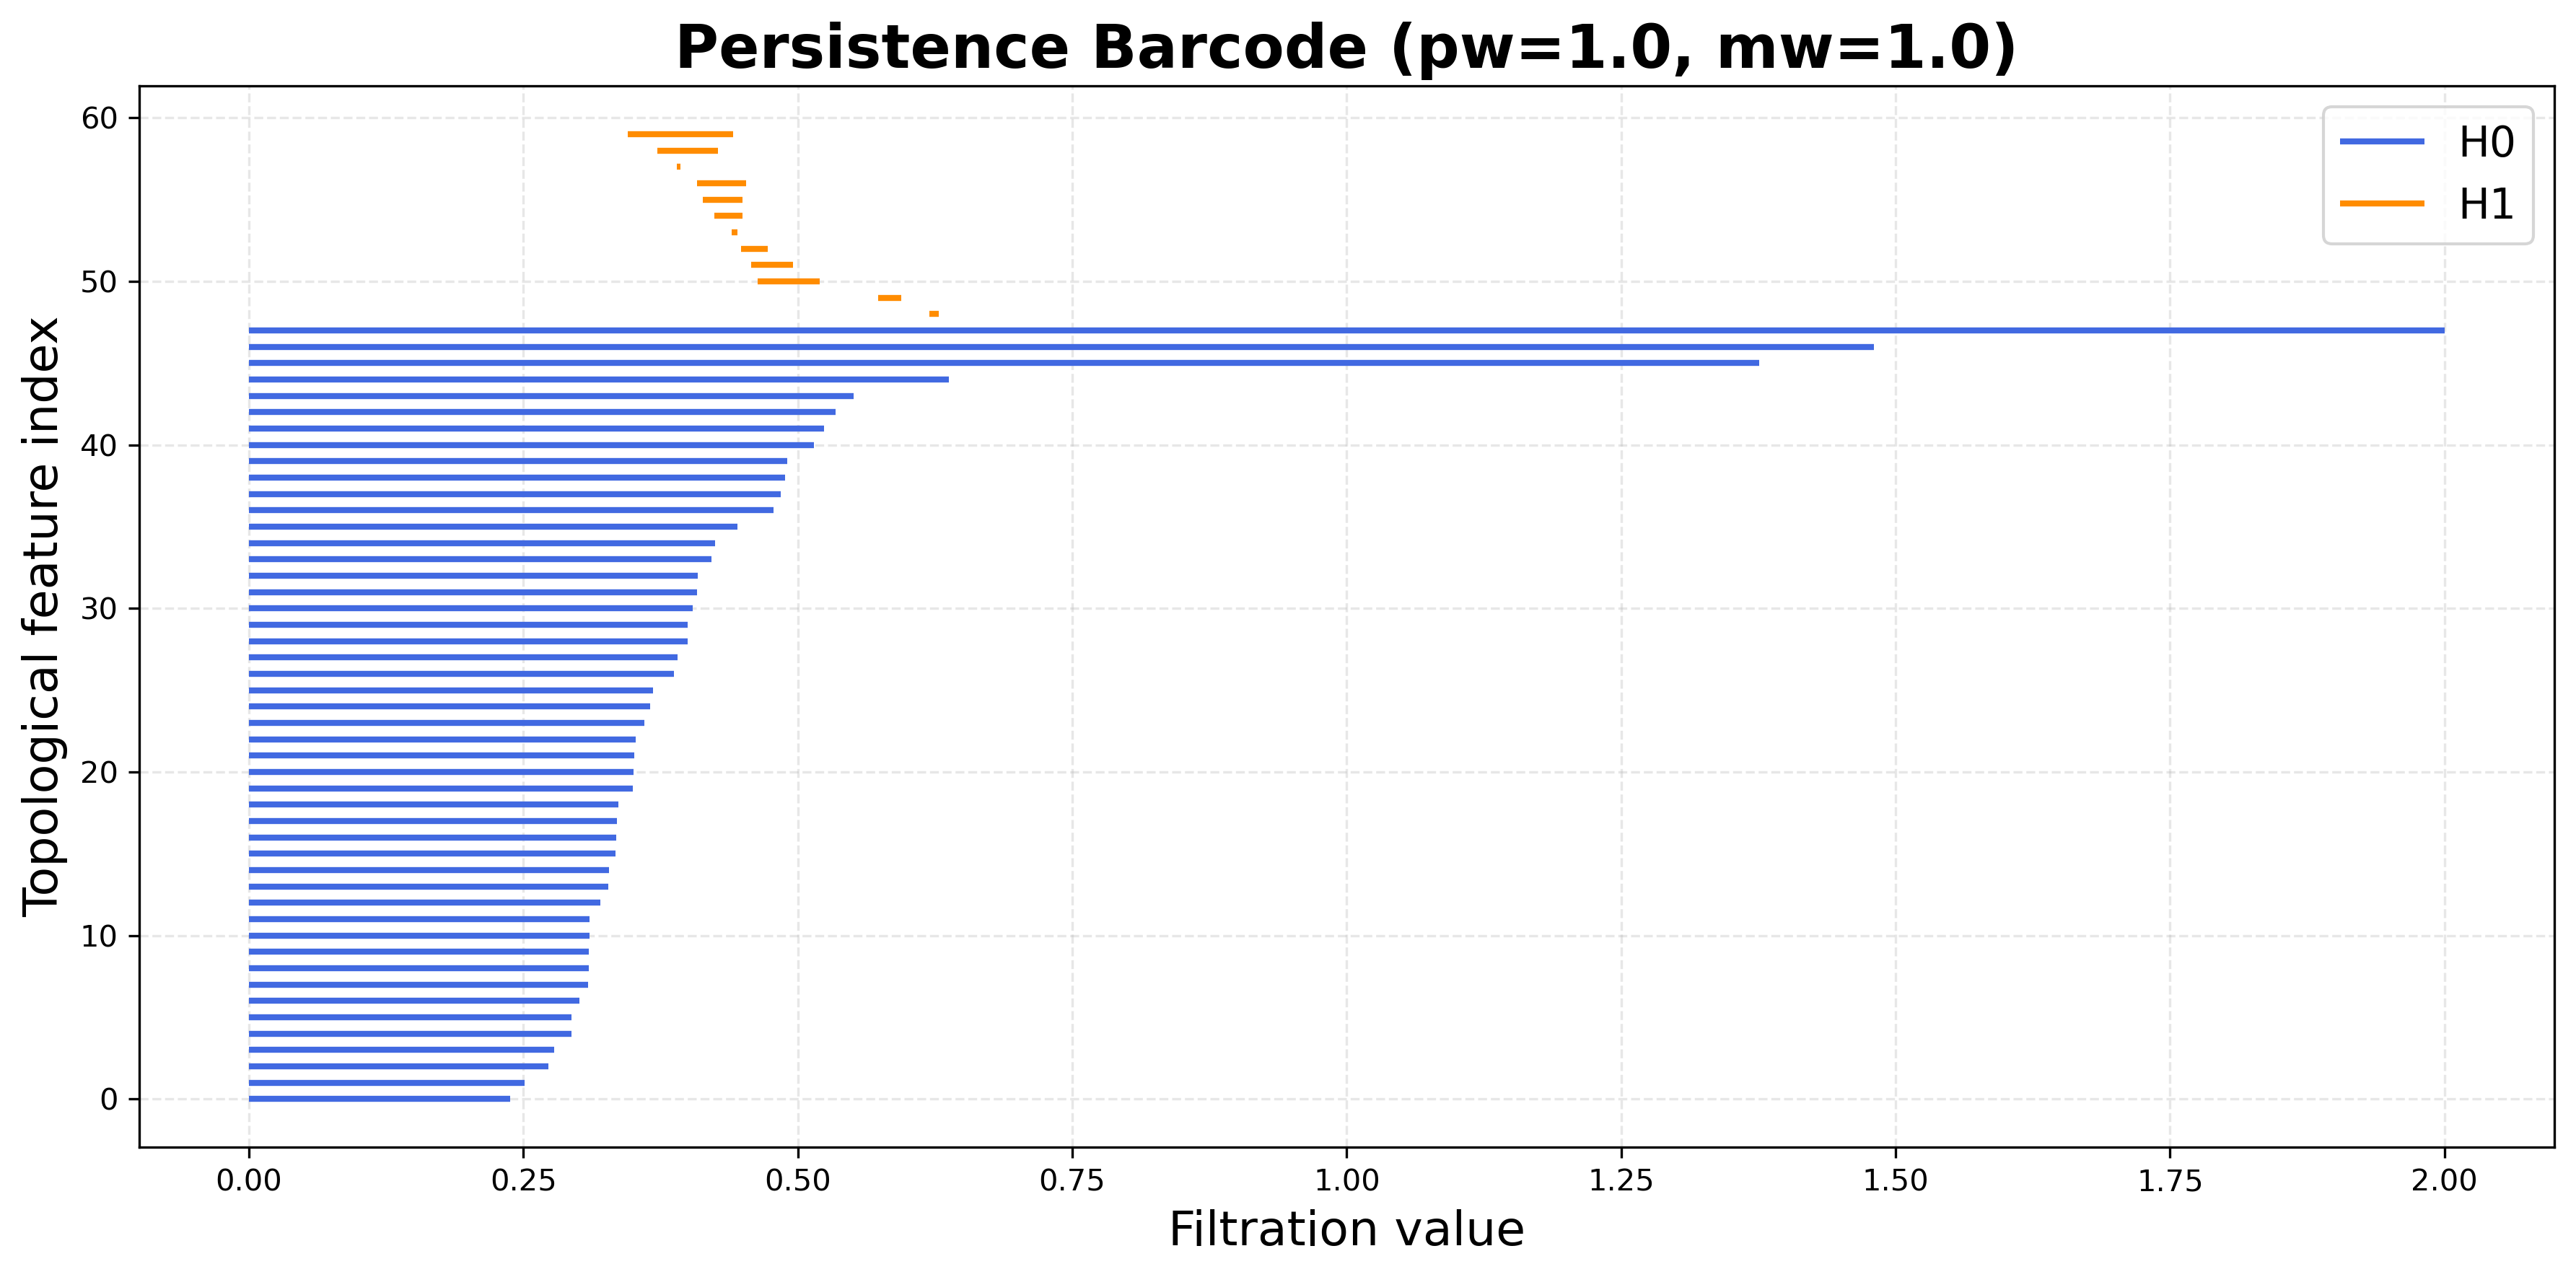 Persistence Barcode (pw=1.0, mw=1.0)
H0
H1
Topological feature index
60
50
40
30
20
10
0
0.00 0.25 0.50 0.75 1.00 1.25 1.50 1.75 2.00
Filtration value